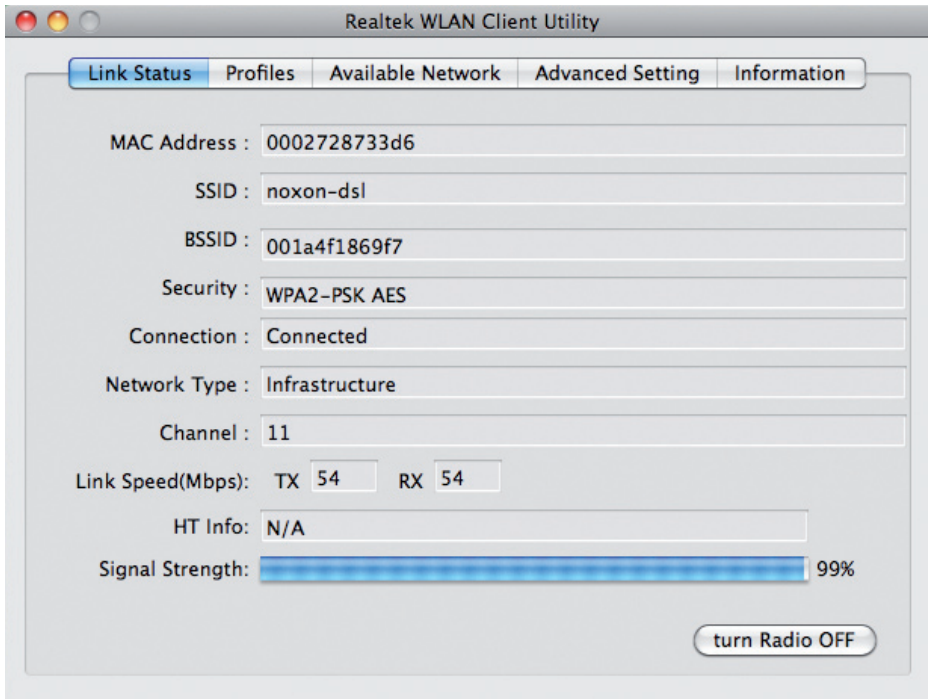 Realtek WLAN Client Utility
Link Status Profiles Available Network Advanced Setting Information
MAC Address : 0002728733d6
SSID : noxon-dsl
BSSID : 001a4f1869f7
Security : WPA2-PSK AES
Connection : Connected
Network Type : Infrastructure
Channel : 11
Link Speed(Mbps): TX 54 RX 54
HT Info: N/A
Signal Strength: 99%
turn Radio OFF